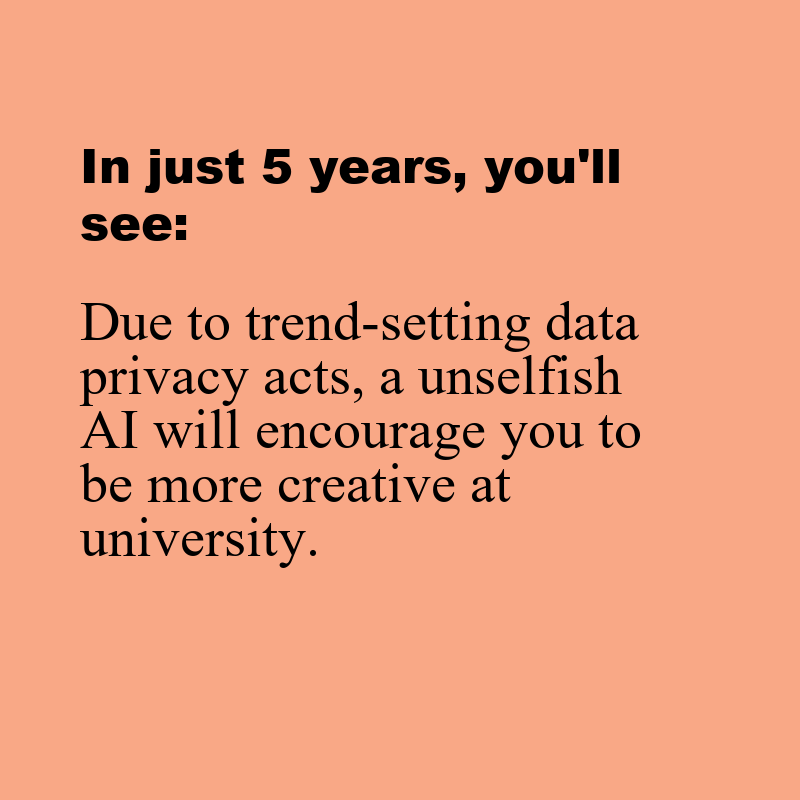 In just 5 years, you'll
see:
Due to trend-setting data
privacy acts, a unselfish
AI will encourage you to
be more creative at
university.